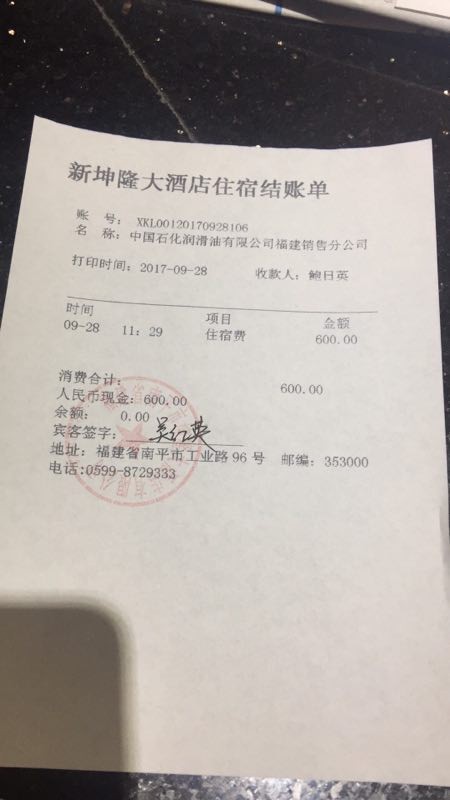 新坤隆大酒店住宿结账单
账 号: XKL00120170928106
名 称: 中国石化润滑油有限公司福建销售分公司
打印时间: 2017-09-28 收款人: 鲍日英
时间 项目 金额
09-28 11:29 住宿费 600.00
消费合计: 600.00
人民币现金: 600.00
余额: 0.00
宾客签字: 吴红英
地址: 福建省南平市工业路96号 邮编: 353000
电话:0599-8729333